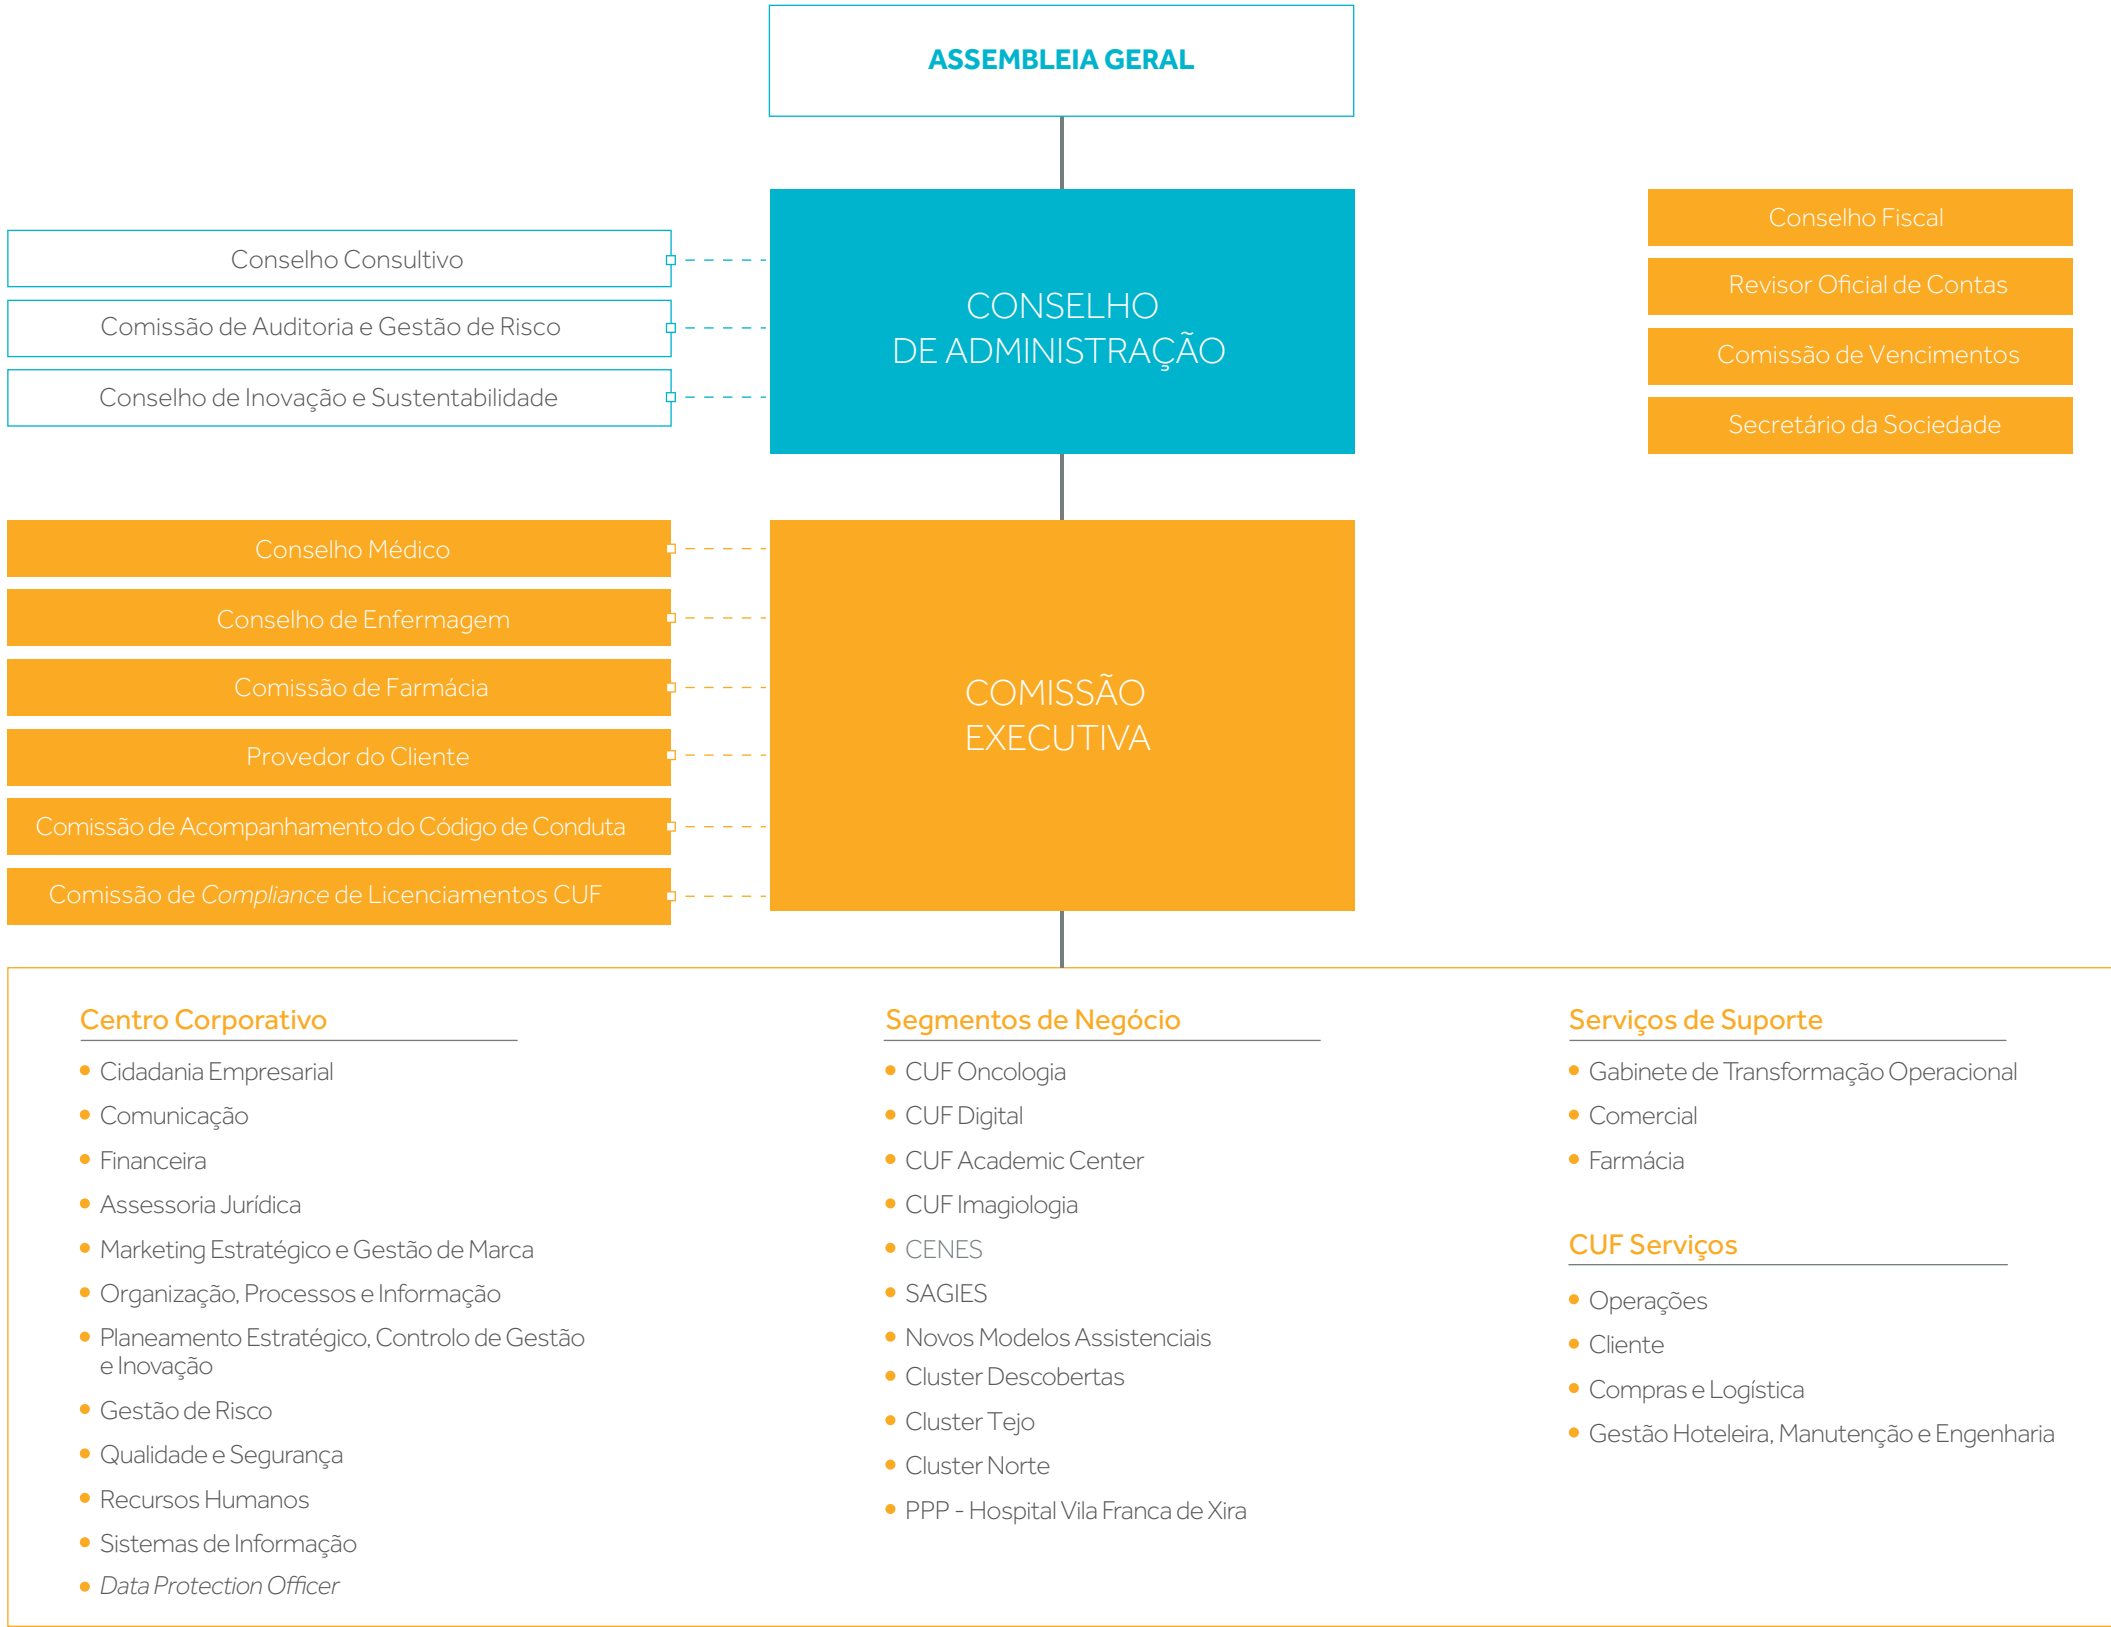 ASSEMBLEIA GERAL
Conselho Consultivo
Comissão de Auditoria e Gestão de Risco
Conselho de Inovação e Sustentabilidade
CONSELHO
DE ADMINISTRAÇÃO
Conselho Fiscal
Revisor Oficial de Contas
Comissão de Vencimentos
Secretário da Sociedade
Conselho Médico
Conselho de Enfermagem
Comissão de Farmácia
Provedor do Cliente
Comissão de Acompanhamento do Código de Conduta
Comissão de Compliance de Licenciamentos CUF
COMISSÃO
EXECUTIVA
Centro Corporativo
Cidadania Empresarial
Comunicação
Financeira
Assessoria Jurídica
Marketing Estratégico e Gestão de Marca
Organização, Processos e Informação
Planeamento Estratégico, Controlo de Gestão
e Inovação
Gestão de Risco
Qualidade e Segurança
Recursos Humanos
Sistemas de Informação
Data Protection Officer
Segmentos de Negócio
CUF Oncologia
CUF Digital
CUF Academic Center
CUF Imagiologia
CENES
SAGIES
Novos Modelos Assistenciais
Cluster Descobertas
Cluster Tejo
Cluster Norte
PPP - Hospital Vila Franca de Xira
Serviços de Suporte
Gabinete de Transformação Operacional
Comercial
Farmácia
CUF Serviços
Operações
Cliente
Compras e Logística
Gestão Hoteleira, Manutenção e Engenharia